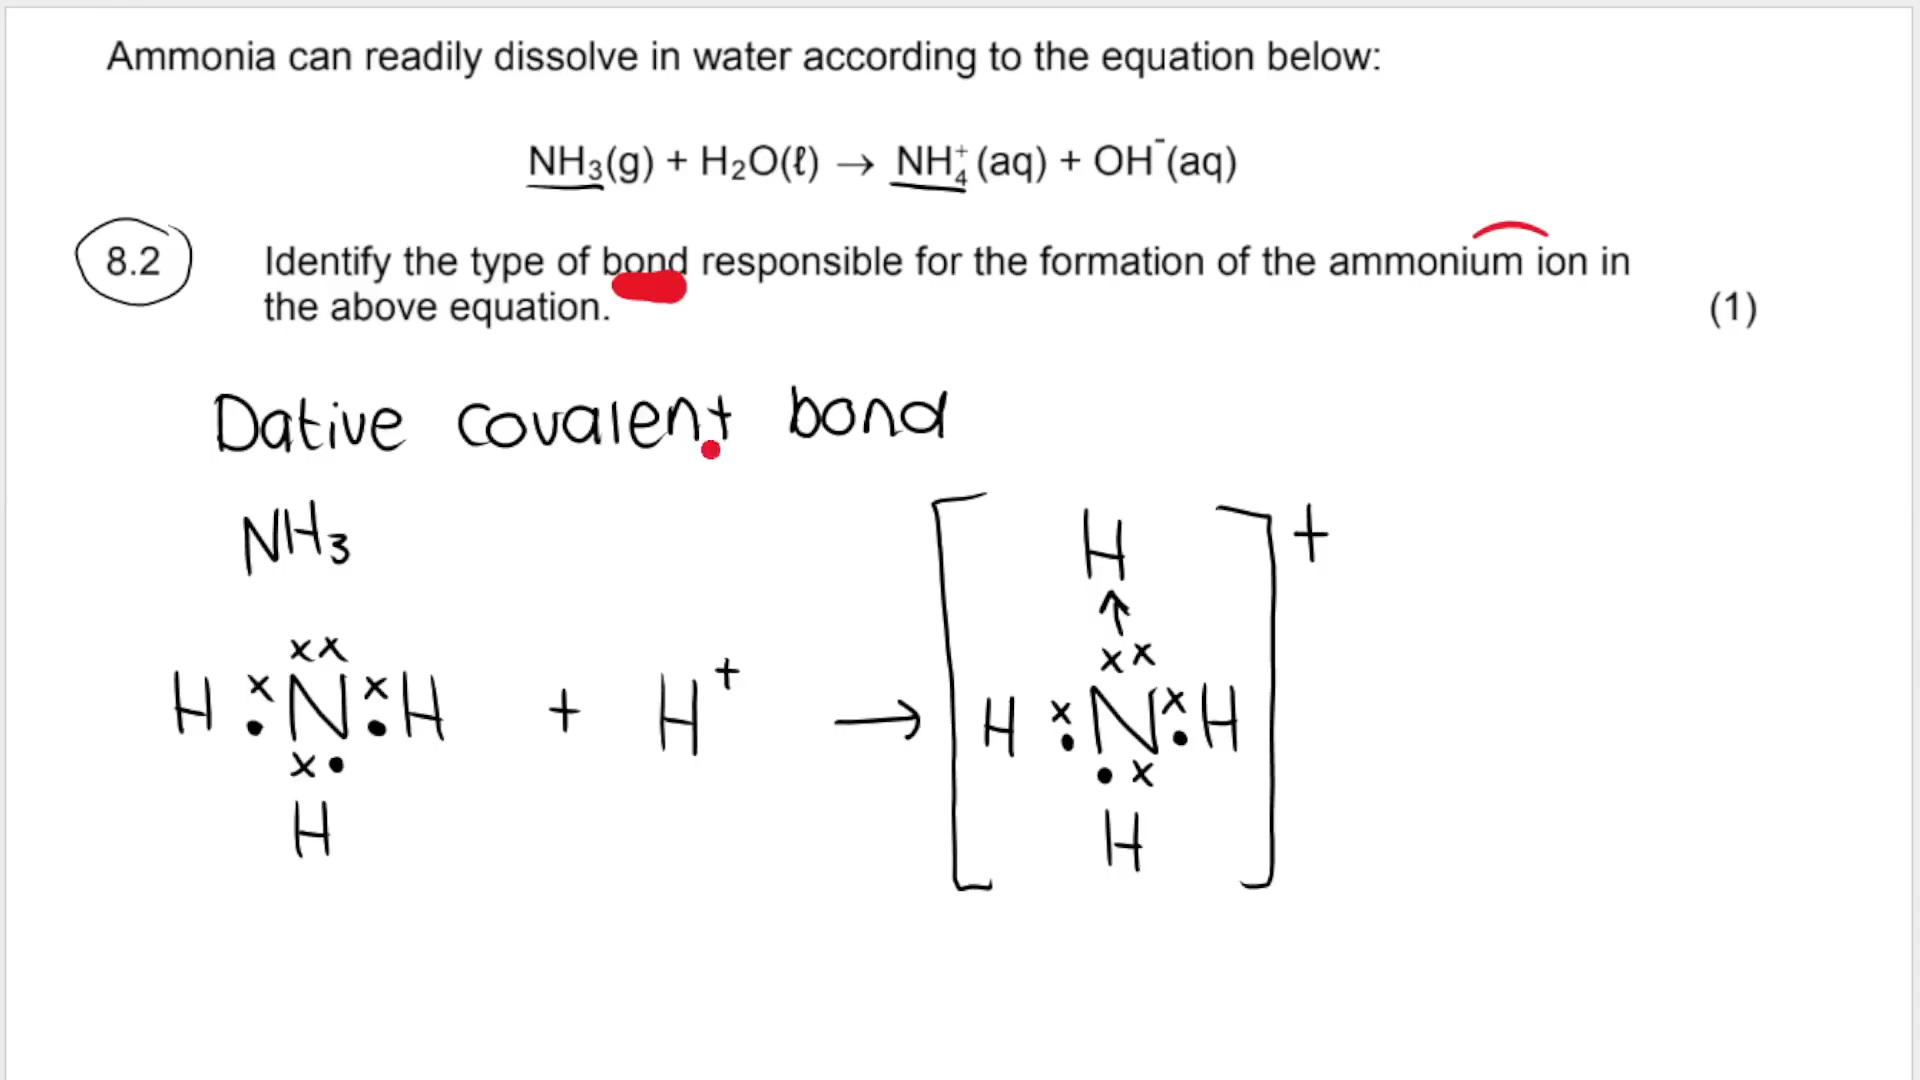 Ammonia can readily dissolve in water according to the equation below:
NH₃(g) + H₂O(ℓ) → NH₄⁺(aq) + OH⁻(aq)
8.2 Identify the type of bond responsible for the formation of the ammonium ion in
the above equation. (1)
Dative covalent bond
NH₃
H +
xx ↑
H x• N x• H + H⁺ → [ xx ]
x• H x• N x• H
H • x
H